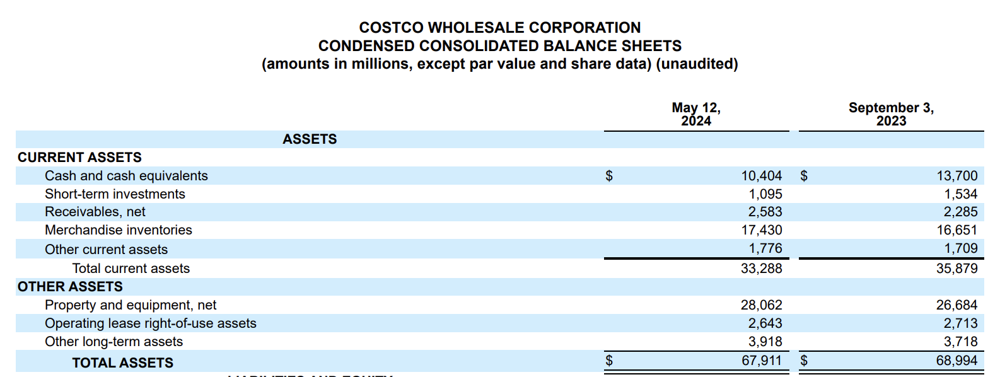 COSTCO WHOLESALE CORPORATION
CONDENSED CONSOLIDATED BALANCE SHEETS
(amounts in millions, except par value and share data) (unaudited)
May 12, 2024 September 3, 2023
ASSETS
CURRENT ASSETS
Cash and cash equivalents $ 10,404 $ 13,700
Short-term investments 1,095 1,534
Receivables, net 2,583 2,285
Merchandise inventories 17,430 16,651
Other current assets 1,776 1,709
Total current assets 33,288 35,879
OTHER ASSETS
Property and equipment, net 28,062 26,684
Operating lease right-of-use assets 2,643 2,713
Other long-term assets 3,918 3,718
TOTAL ASSETS $ 67,911 $ 68,994